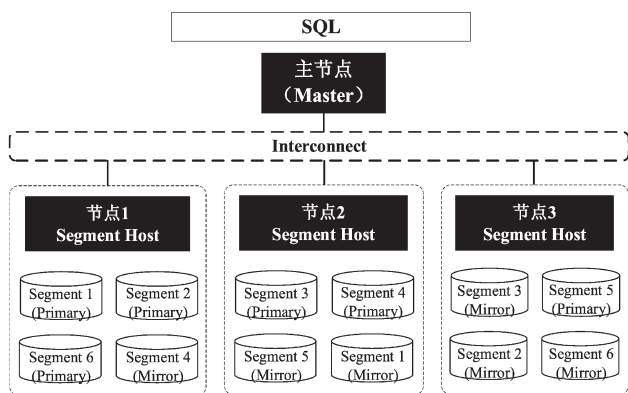 SQL
主节点
（Master）
Interconnect
节点1
Segment Host
节点2
Segment Host
节点3
Segment Host
Segment 1
(Primary)
Segment 2
(Primary)
Segment 6
(Primary)
Segment 4
(Mirror)
Segment 3
(Primary)
Segment 4
(Primary)
Segment 5
(Mirror)
Segment 1
(Mirror)
Segment 3
(Mirror)
Segment 5
(Primary)
Segment 2
(Mirror)
Segment 6
(Mirror)